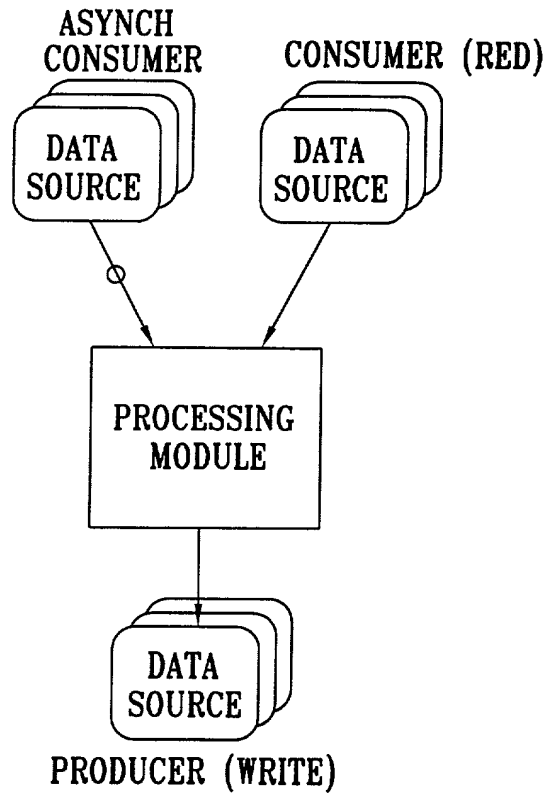 ASYNCH
CONSUMER
CONSUMER (RED)
DATA
SOURCE
DATA
SOURCE
PROCESSING
MODULE
DATA
SOURCE
PRODUCER (WRITE)